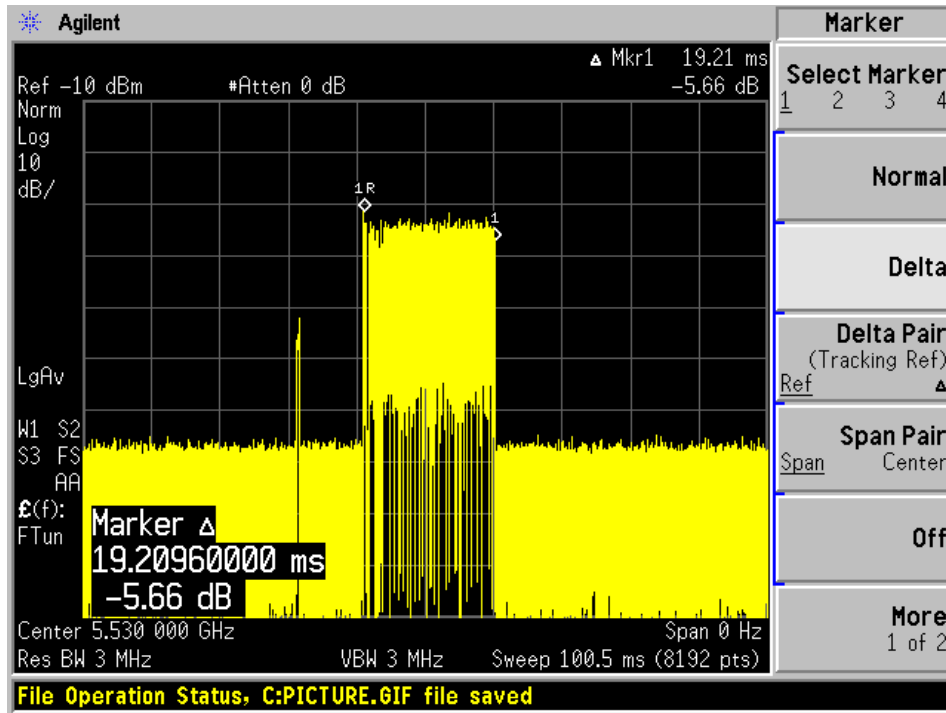 Agilent
Marker
Δ Mkr1 19.21 ms
Ref -10 dBm #Atten 0 dB -5.66 dB
Norm
Log
10
dB/
1R
1
LgAv
W1 S2
S3 FS
AA
£(f):
FTun
Marker Δ
19.20960000 ms
-5.66 dB
Center 5.530 000 GHz Span 0 Hz
Res BW 3 MHz VBW 3 MHz Sweep 100.5 ms (8192 pts)
File Operation Status, C:PICTURE.GIF file saved
Select Marker
1 2 3 4
Normal
Delta
Delta Pair
(Tracking Ref)
Ref Δ
Span Pair
Span Center
Off
More
1 of 2